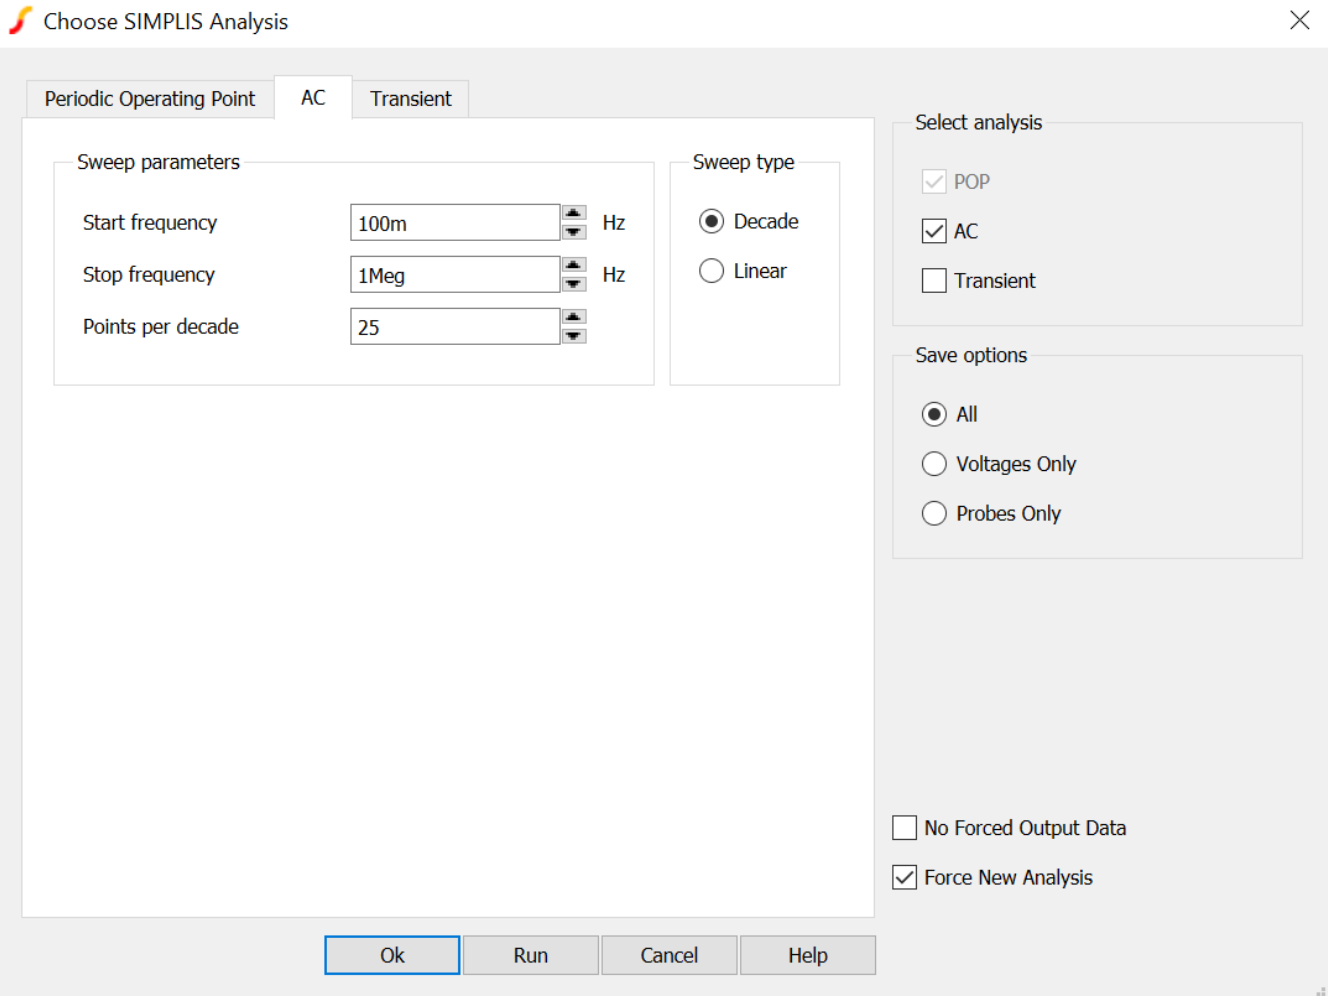 Choose SIMPLIS Analysis
Periodic Operating Point
AC
Transient
Sweep parameters
Start frequency
100m
Hz
Stop frequency
1Meg
Hz
Points per decade
25
Sweep type
Decade
Linear
Select analysis
POP
AC
Transient
Save options
All
Voltages Only
Probes Only
No Forced Output Data
Force New Analysis
Ok
Run
Cancel
Help